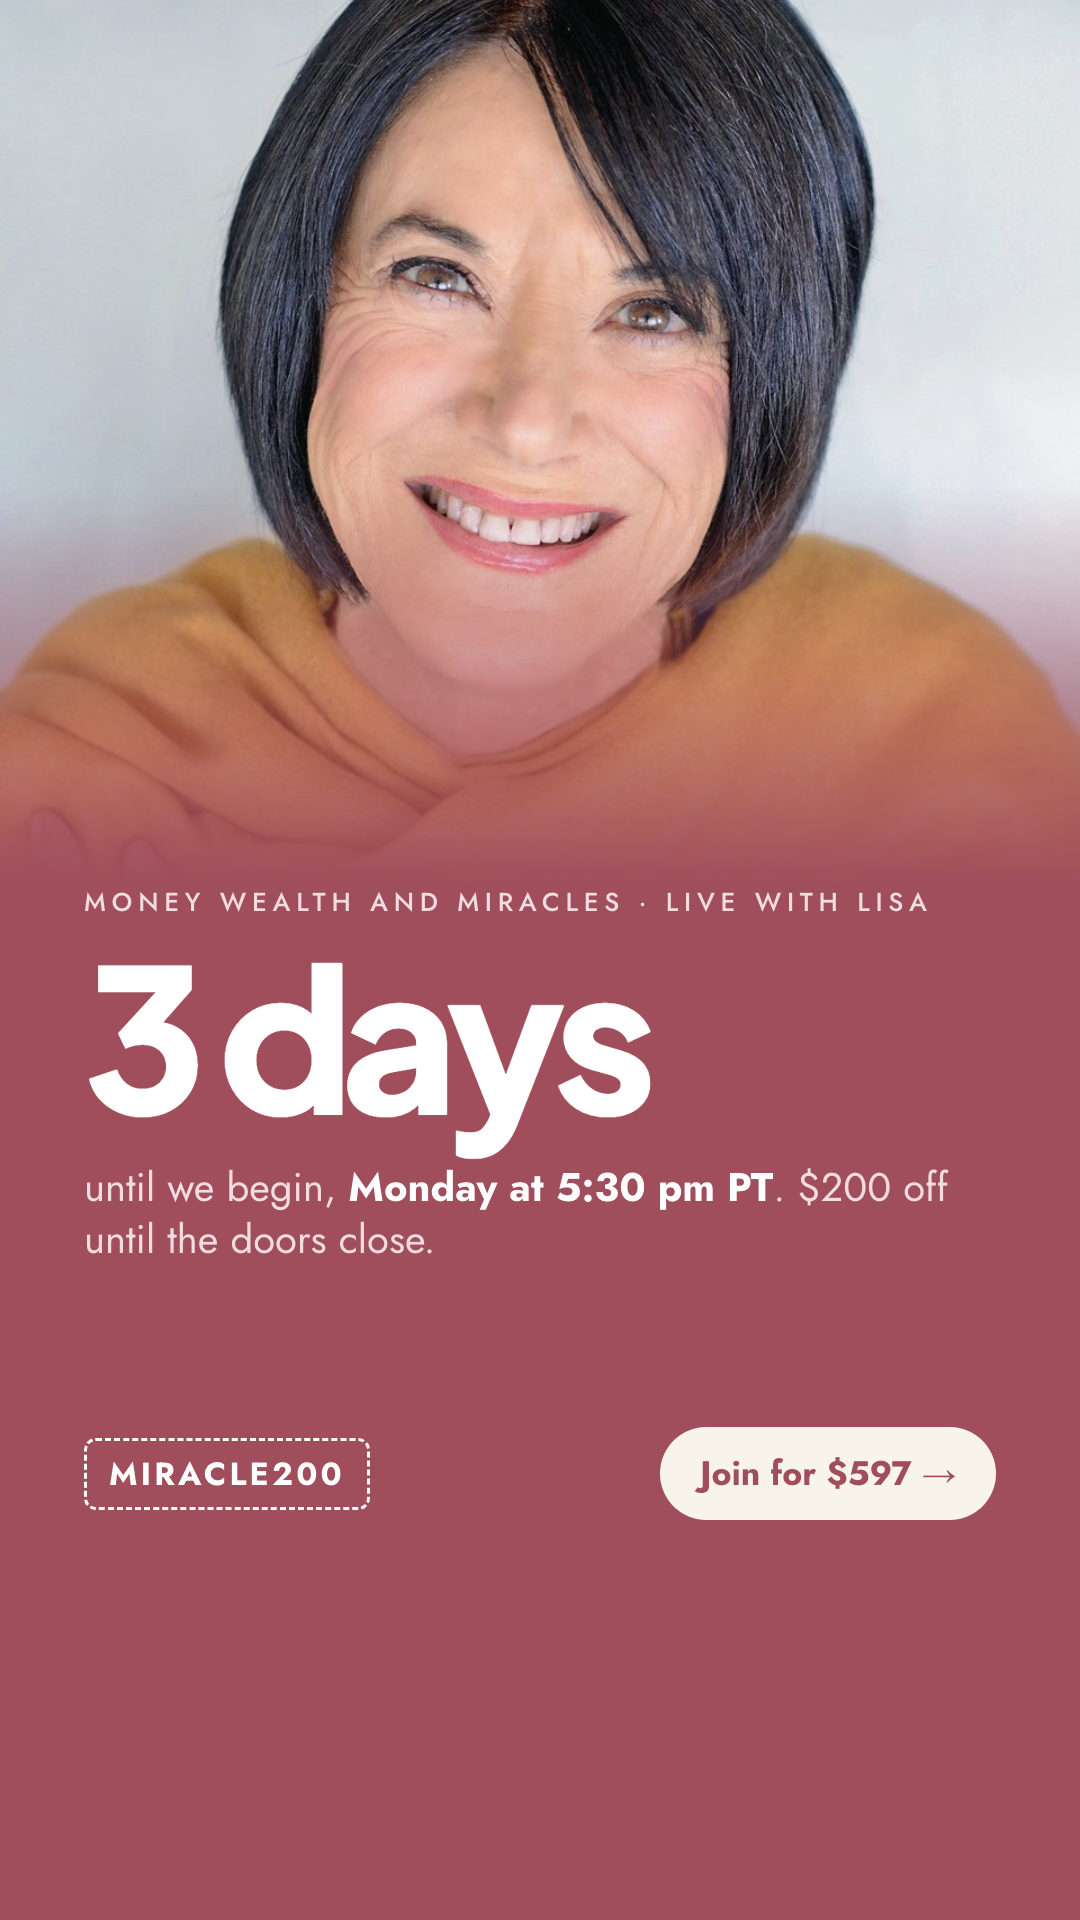 MONEY WEALTH AND MIRACLES · LIVE WITH LISA
3 days
until we begin, Monday at 5:30 pm PT. $200 off
until the doors close.
MIRACLE200
Join for $597 →